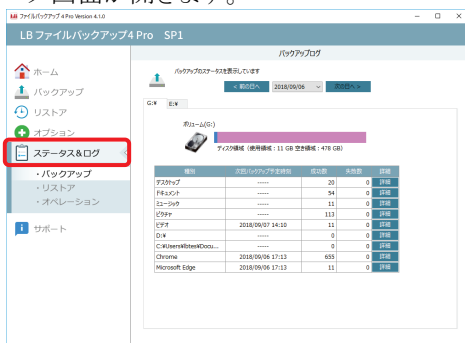 画面が開きます。
LB ファイルバックアップ4 Pro Version 4.1.0
LB ファイルバックアップ4 Pro SP1
バックアップログ
ホーム
バックアップ
リストア
オプション
ステータス&ログ
・バックアップ
・リストア
・オペレーション
サポート
バックアップのステータスを表示しています
< 前の日へ 2018/09/06 次の日へ >
G:¥ E:¥
ボリューム(G:)
ディスク領域（使用領域：11 GB 空き領域：478 GB）
種別 次回バックアップ予定時刻 成功数 失敗数 詳細
デスクトップ ----- 20 0 詳細
ドキュメント ----- 54 0 詳細
ミュージック ----- 11 0 詳細
ピクチャ ----- 113 0 詳細
ビデオ 2018/09/07 14:10 11 0 詳細
D:¥ ----- 0 0 詳細
C:¥Users¥lbtes¥Docu... ----- 0 0 詳細
Chrome 2018/09/06 17:13 655 0 詳細
Microsoft Edge 2018/09/06 17:13 11 0 詳細